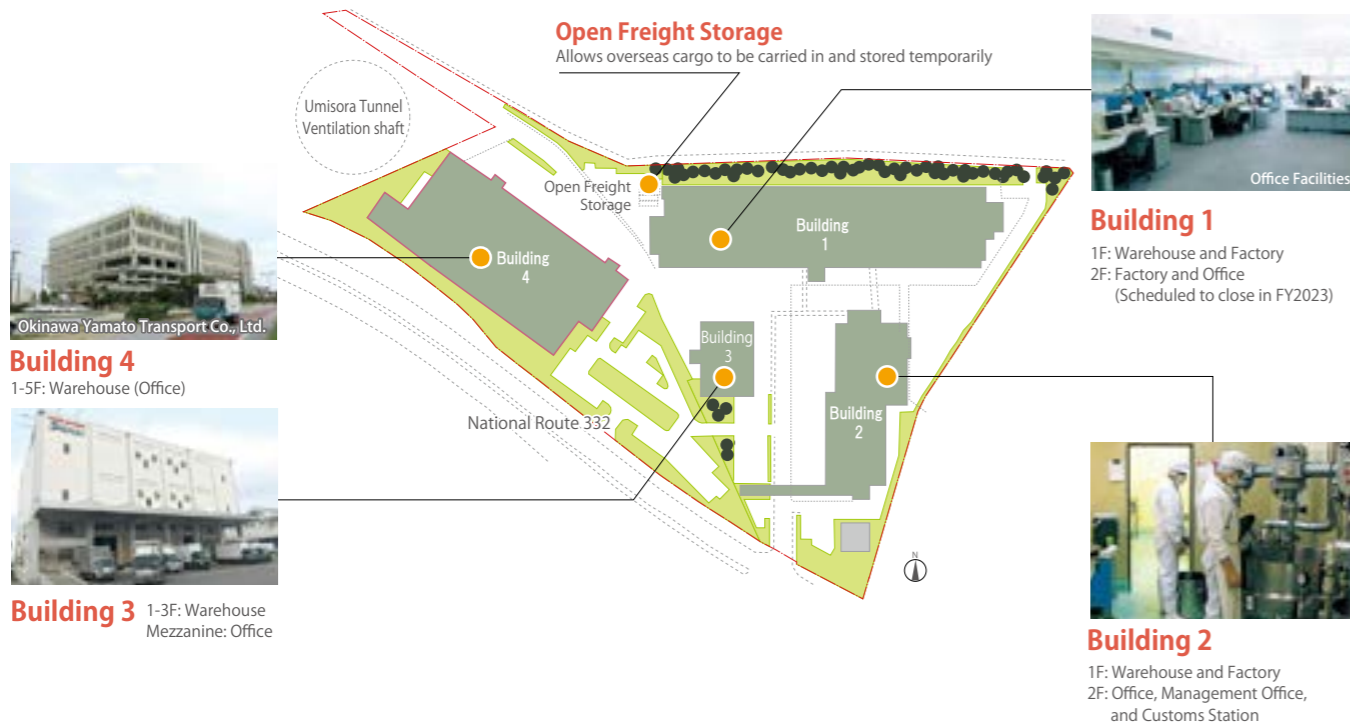 Open Freight Storage
Allows overseas cargo to be carried in and stored temporarily
Umisora Tunnel
Ventilation shaft
Office Facilities
Building 1
1F: Warehouse and Factory
2F: Factory and Office
(Scheduled to close in FY2023)
Okinawa Yamato Transport Co., Ltd.
Building 4
1-5F: Warehouse (Office)
Open Freight
Storage
Building
1
Building
4
Building
3
Building
2
National Route 332
N
Building 3
1-3F: Warehouse
Mezzanine: Office
Building 2
1F: Warehouse and Factory
2F: Office, Management Office,
and Customs Station